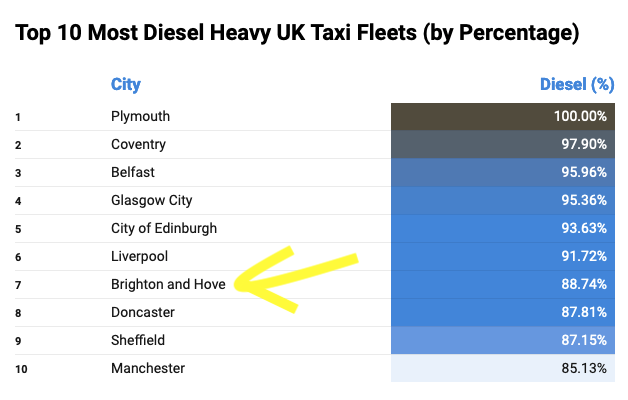 Top 10 Most Diesel Heavy UK Taxi Fleets (by Percentage)
City Diesel (%)
1 Plymouth 100.00%
2 Coventry 97.90%
3 Belfast 95.96%
4 Glasgow City 95.36%
5 City of Edinburgh 93.63%
6 Liverpool 91.72%
7 Brighton and Hove 88.74%
8 Doncaster 87.81%
9 Sheffield 87.15%
10 Manchester 85.13%